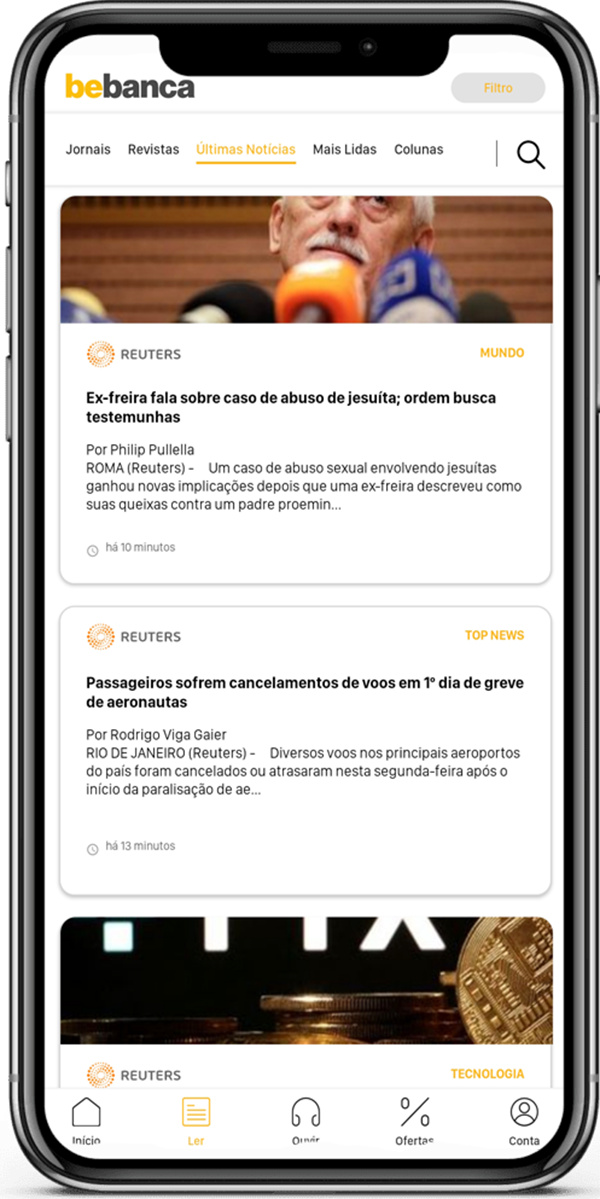 bebanca
Filtro
Jornais Revistas Últimas Notícias Mais Lidas Colunas
REUTERS MUNDO
Ex-freira fala sobre caso de abuso de jesuíta; ordem busca
testemunhas
Por Philip Pullella
ROMA (Reuters) - Um caso de abuso sexual envolvendo jesuítas
ganhou novas implicações depois que uma ex-freira descreveu como
suas queixas contra um padre proemin...
há 10 minutos
REUTERS TOP NEWS
Passageiros sofrem cancelamentos de voos em 1º dia de greve
de aeronautas
Por Rodrigo Viga Gaier
RIO DE JANEIRO (Reuters) - Diversos voos nos principais aeroportos
do país foram cancelados ou atrasaram nesta segunda-feira após o
início da paralisação de ae...
há 13 minutos
FTX
REUTERS TECNOLOGIA
Início Ler Ouvir Ofertas Conta